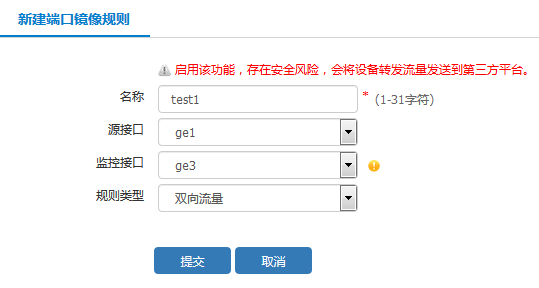 新建端口镜像规则
启用该功能，存在安全风险，会将设备转发流量发送到第三方平台。
名称 test1 * (1-31字符)
源接口 ge1
监控接口 ge3
规则类型 双向流量
提交 取消